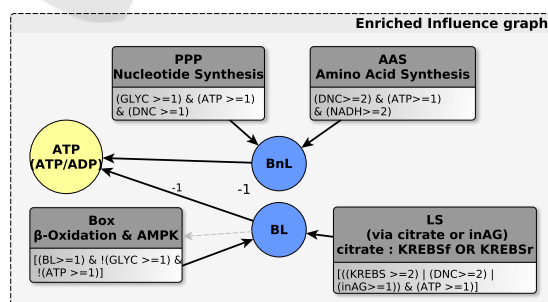 Enriched Influence graph
PPP
Nucleotide Synthesis
(GLYC >=1) & (ATP >=1)
& (DNC >=1)
AAS
Amino Acid Synthesis
(DNC>=2) & (ATP>=1)
& (NADH>=2)
ATP
(ATP/ADP)
BnL
-1
-1
BL
Box
β-Oxidation & AMPK
[(BL>=1) & !(GLYC >=1) &
!(ATP >=1)]
LS
(via citrate or inAG)
citrate : KREBSf OR KREBSr
[((KREBS >=2) | (DNC>=2) |
(inAG>=1)) & (ATP >=1)]